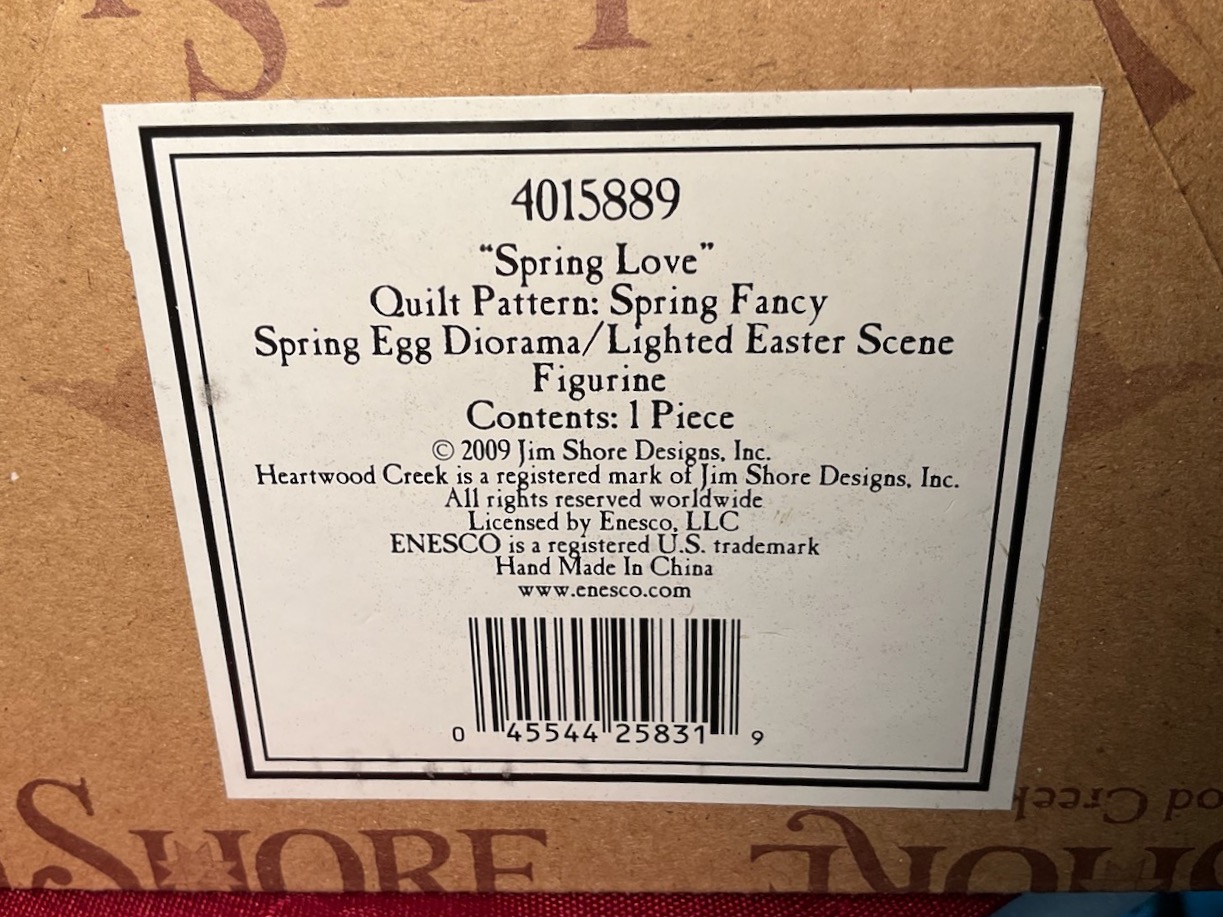 4015889
“Spring Love”
Quilt Pattern: Spring Fancy
Spring Egg Diorama/Lighted Easter Scene
Figurine
Contents: 1 Piece
© 2009 Jim Shore Designs, Inc.
Heartwood Creek is a registered mark of Jim Shore Designs, Inc.
All rights reserved worldwide
Licensed by Enesco, LLC
ENESCO is a registered U.S. trademark
Hand Made In China
www.enesco.com
0 45544 25831 9
SHORE